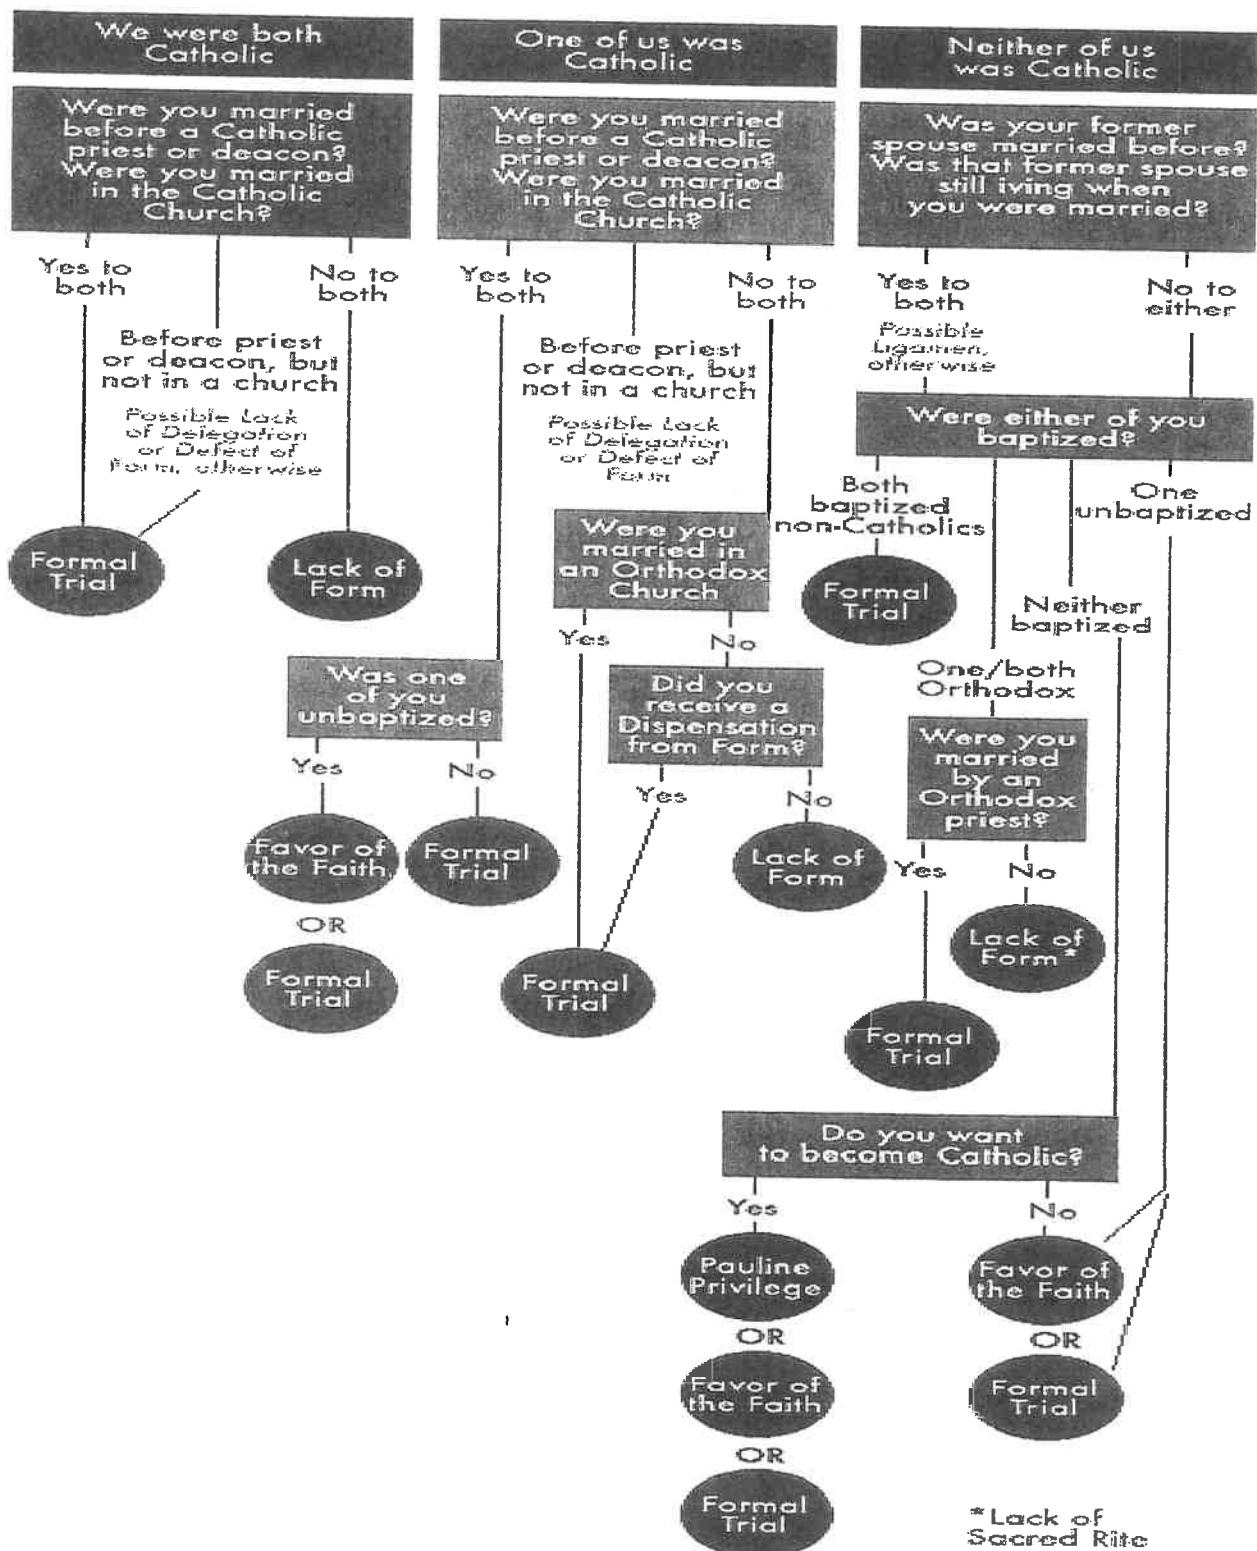 We were both
Catholic
Were you married
before a Catholic
priest or deacon?
Were you married
in the Catholic
Church?
Yes to
both
No to
both
Before priest
or deacon, but
not in a church
Possible Lack
of Delegation
or Defect of
Form, otherwise
Formal
Trial
Lack of
Form
One of us was
Catholic
Were you married
before a Catholic
priest or deacon?
Were you married
in the Catholic
Church?
Yes to
both
No to
both
Before priest
or deacon, but
not in a church
Possible Lack
of Delegation
or Defect of
Form
Were you
married in
an Orthodox
Church
Yes
No
Was one
of you
unbaptized?
Yes
No
Favor of
the Faith
OR
Formal
Trial
Formal
Trial
Did you
receive a
Dispensation
from Form?
Yes
No
Formal
Trial
Lack of
Form
Neither of us
was Catholic
Was your former
spouse married before?
Was that former spouse
still iving when
you were married?
Yes to
both
No to
either
Possible
Ligamen,
otherwise
Were either of you
baptized?
Both
baptized
non-Catholics
One
unbaptized
Formal
Trial
Neither
baptized
One/both
Orthodox
Were you
married
by an
Orthodox
priest?
Yes
No
Lack of
Form*
Formal
Trial
Do you want
to become Catholic?
Yes
No
Pauline
Privilege
OR
Favor of
the Faith
OR
Formal
Trial
Favor of
the Faith
OR
Formal
Trial
*Lack of
Sacred Rite